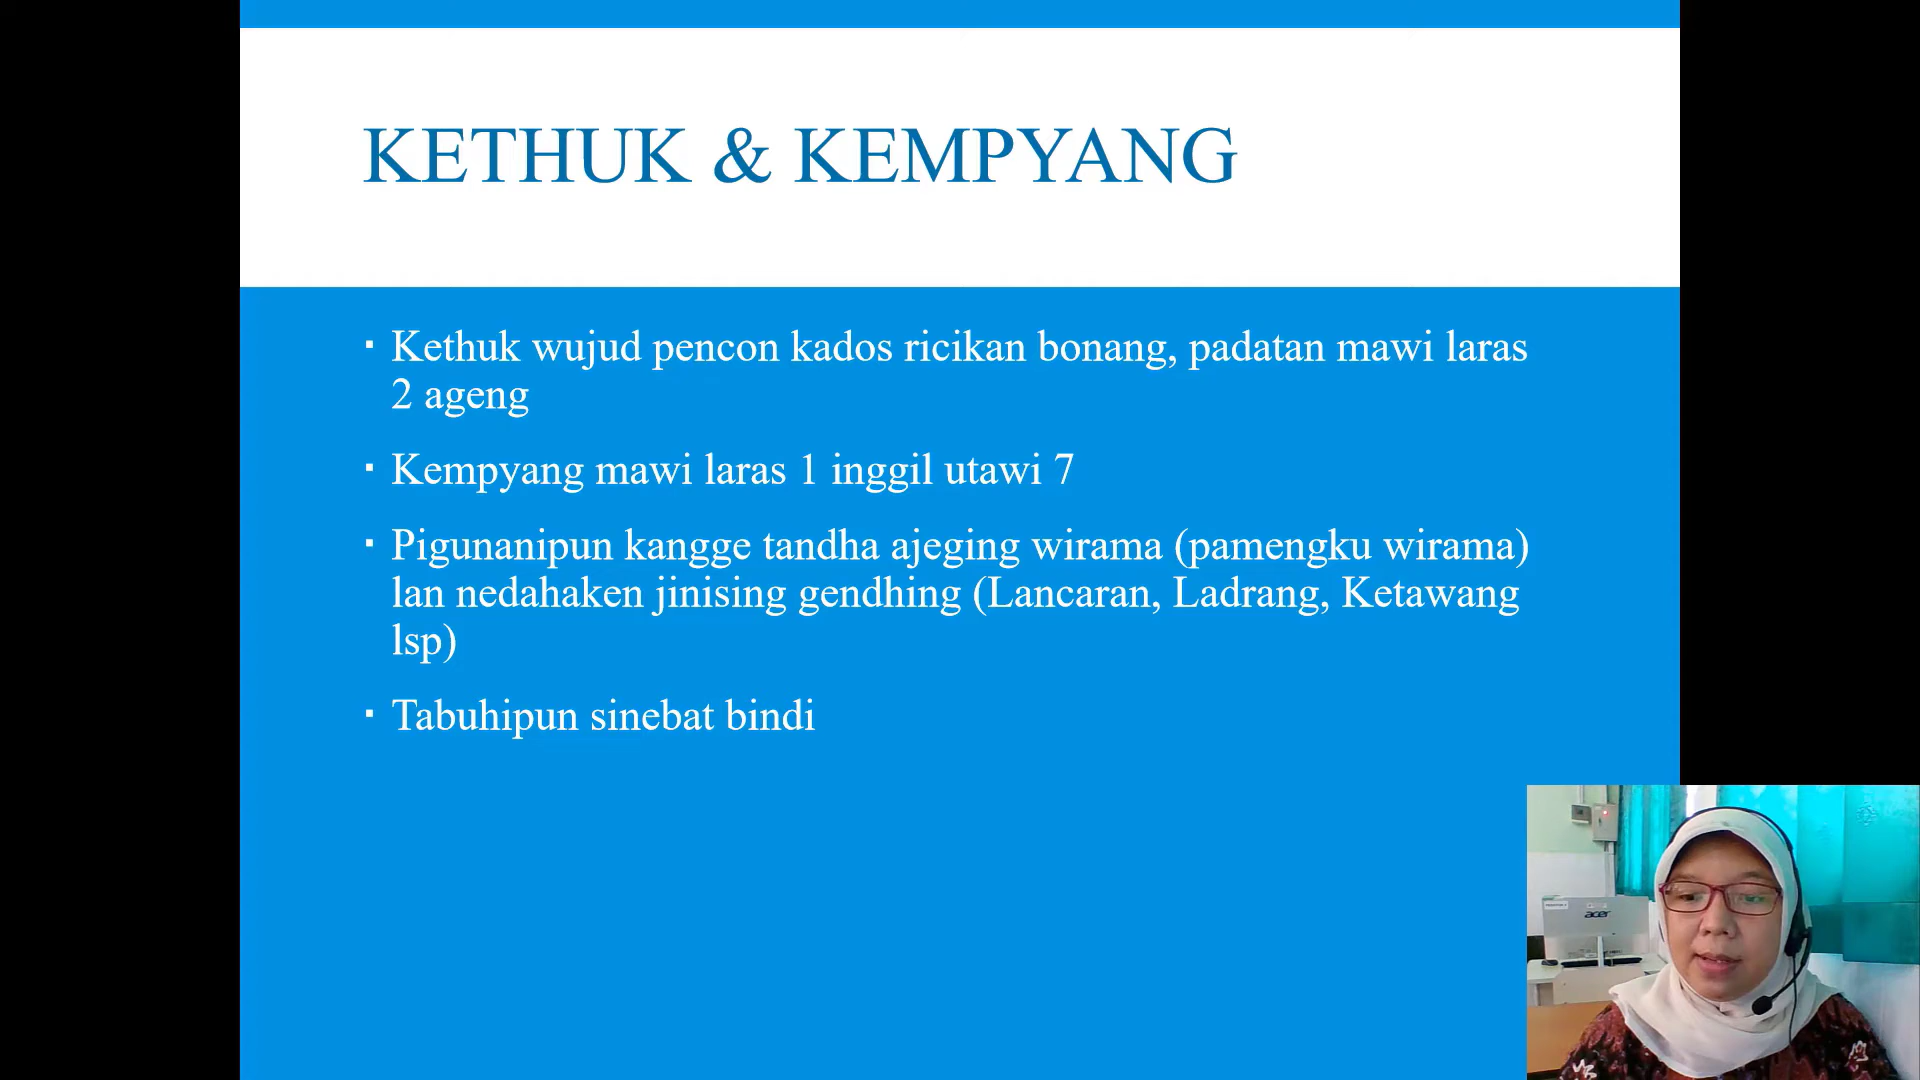 KETHUK & KEMPYANG
▪ Kethuk wujud pencon kados ricikan bonang, padatan mawi laras
2 ageng
▪ Kempyang mawi laras 1 inggil utawi 7
▪ Pigunanipun kangge tandha ajeging wirama (pamengku wirama)
lan nedahaken jinising gendhing (Lancaran, Ladrang, Ketawang
lsp)
▪ Tabuhipun sinebat bindi
acer